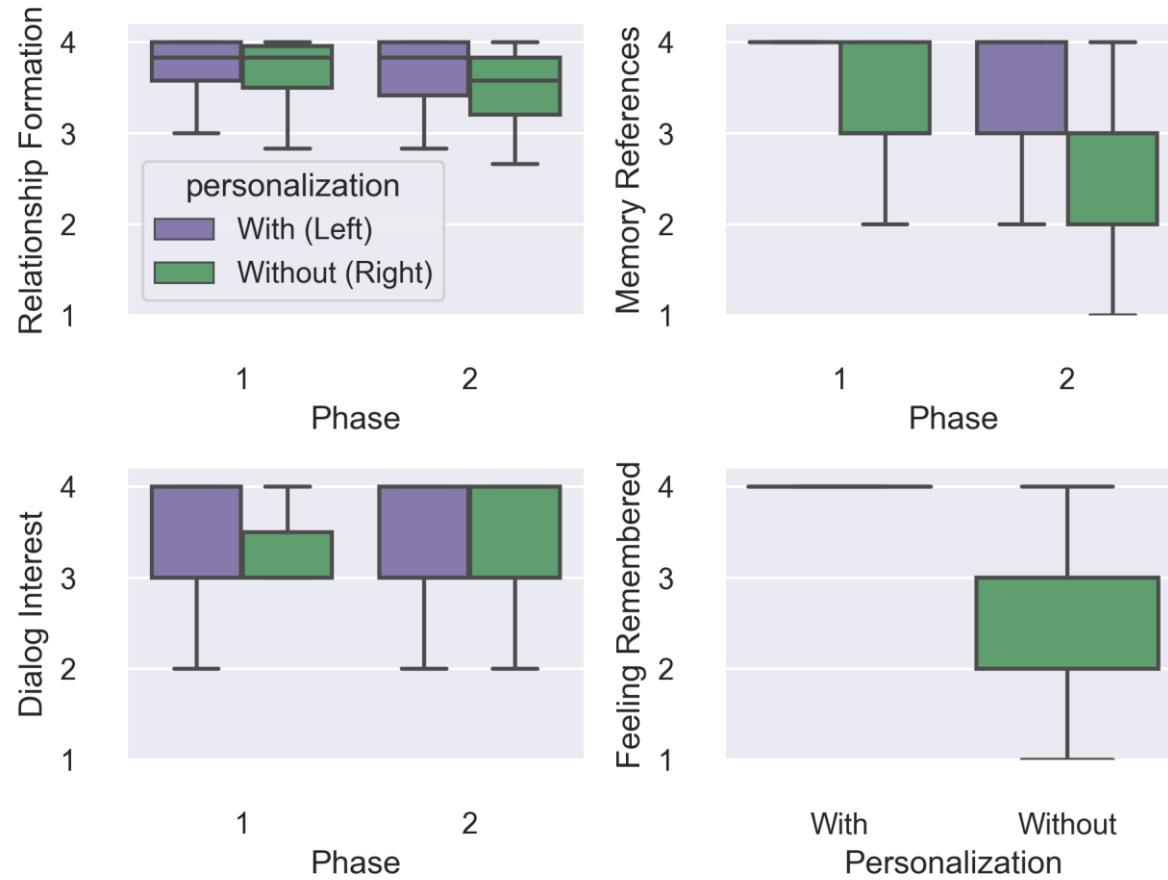 Relationship Formation
4
3
2
1
personalization
With (Left)
Without (Right)
1
2
Phase
Memory References
4
3
2
1
1
2
Phase
Dialog Interest
4
3
2
1
1
2
Phase
Feeling Remembered
4
3
2
1
With
Without
Personalization